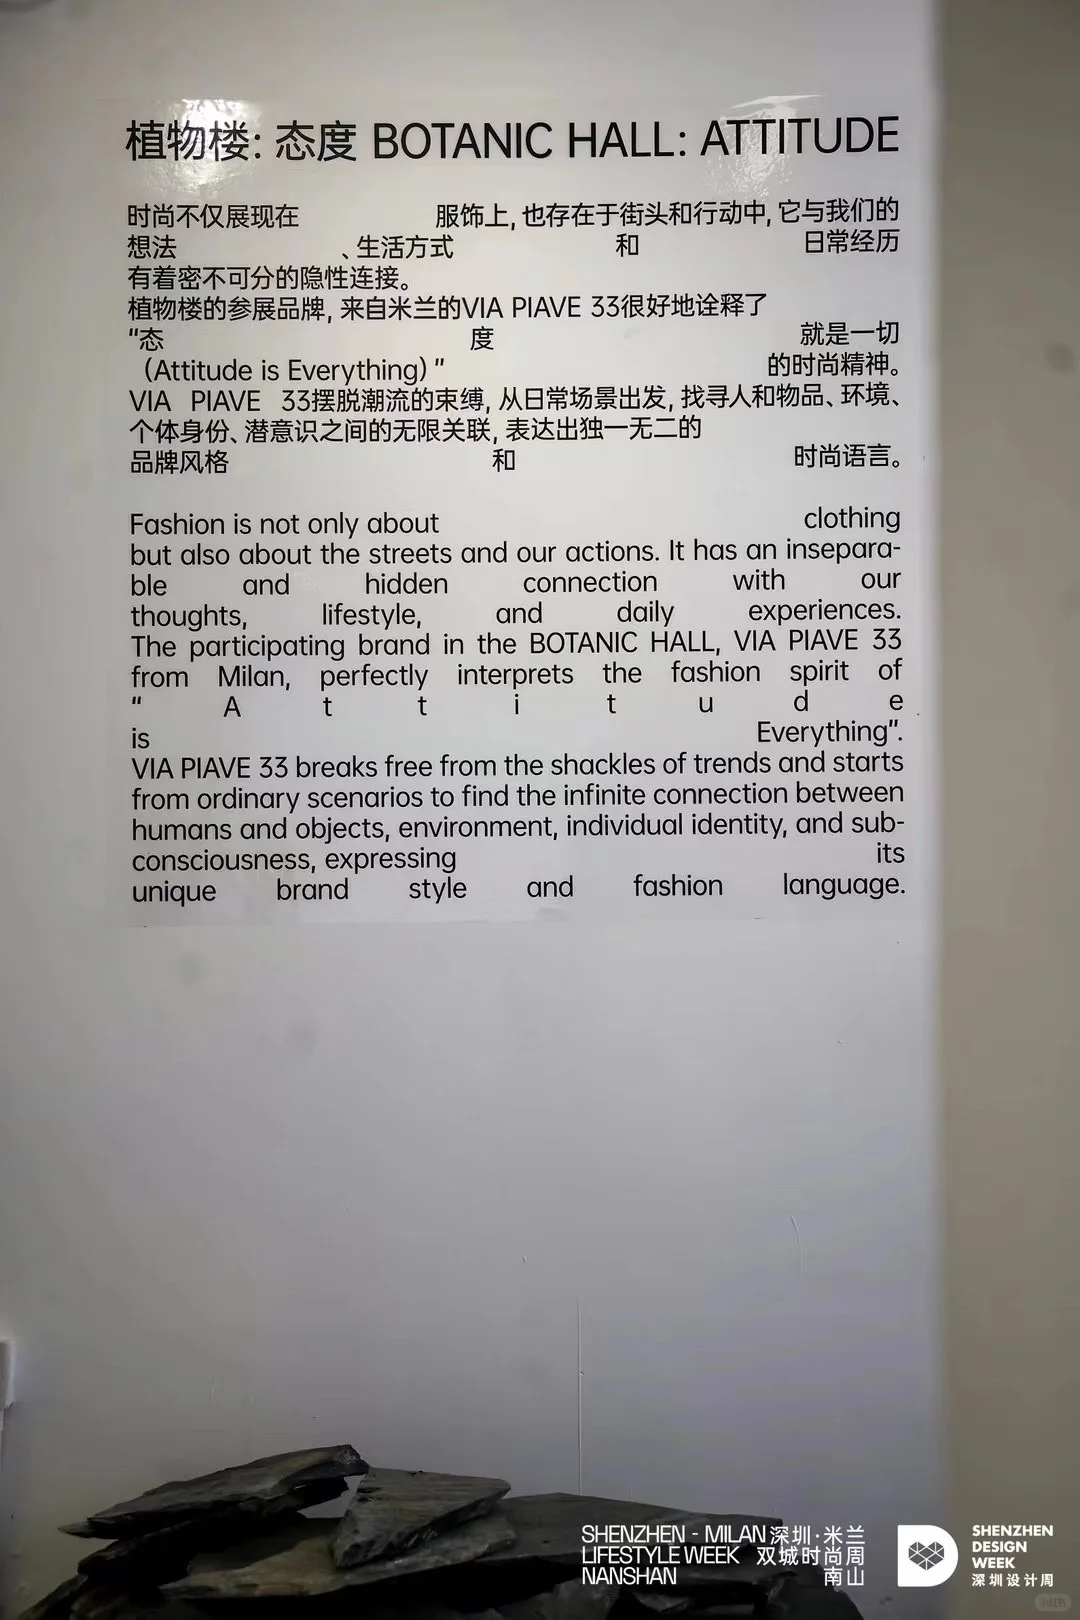 植物楼: 态度 BOTANIC HALL: ATTITUDE
时尚不仅展现在 服饰上, 也存在于街头和行动中, 它与我们的
想法 、生活方式 和 日常经历
有着密不可分的隐性连接。
植物楼的参展品牌, 来自米兰的VIA PIAVE 33很好地诠释了
“态 度 就是一切
（Attitude is Everything）” 的时尚精神。
VIA PIAVE 33摆脱潮流的束缚, 从日常场景出发, 找寻人和物品、环境、
个体身份、潜意识之间的无限关联, 表达出独一无二的
品牌风格 和 时尚语言。
Fashion is not only about clothing
but also about the streets and our actions. It has an insepara-
ble and hidden connection with our
thoughts, lifestyle, and daily experiences.
The participating brand in the BOTANIC HALL, VIA PIAVE 33
from Milan, perfectly interprets the fashion spirit of
“ A t t i t u d e
is Everything”.
VIA PIAVE 33 breaks free from the shackles of trends and starts
from ordinary scenarios to find the infinite connection between
humans and objects, environment, individual identity, and sub-
consciousness, expressing its
unique brand style and fashion language.
SHENZHEN - MILAN 深圳·米兰
LIFESTYLE WEEK 双城时尚周
NANSHAN 南山
SHENZHEN
DESIGN
WEEK
深圳设计周
小红书